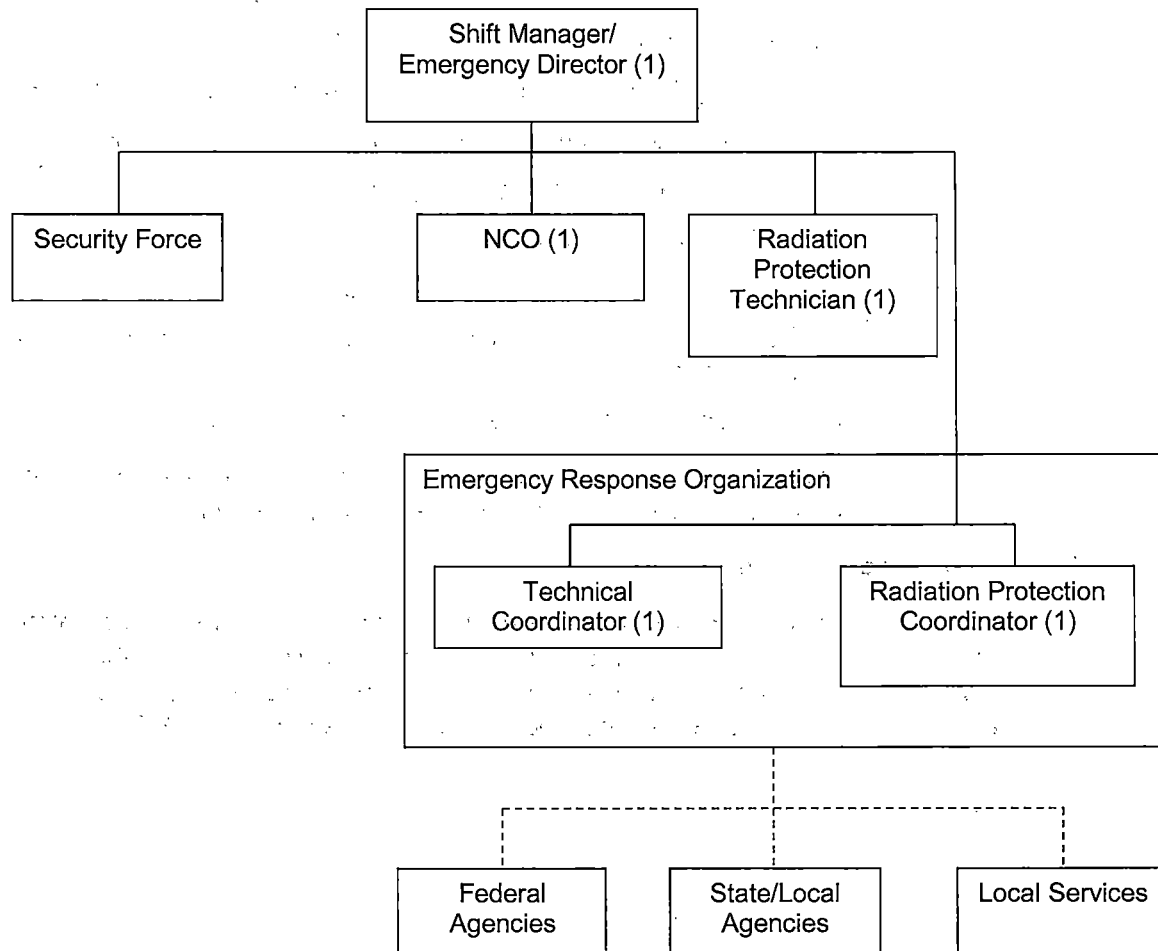 Shift Manager/
Emergency Director (1)
Security Force
NCO (1)
Radiation
Protection
Technician (1)
Emergency Response Organization
Technical
Coordinator (1)
Radiation Protection
Coordinator (1)
Federal
Agencies
State/Local
Agencies
Local Services